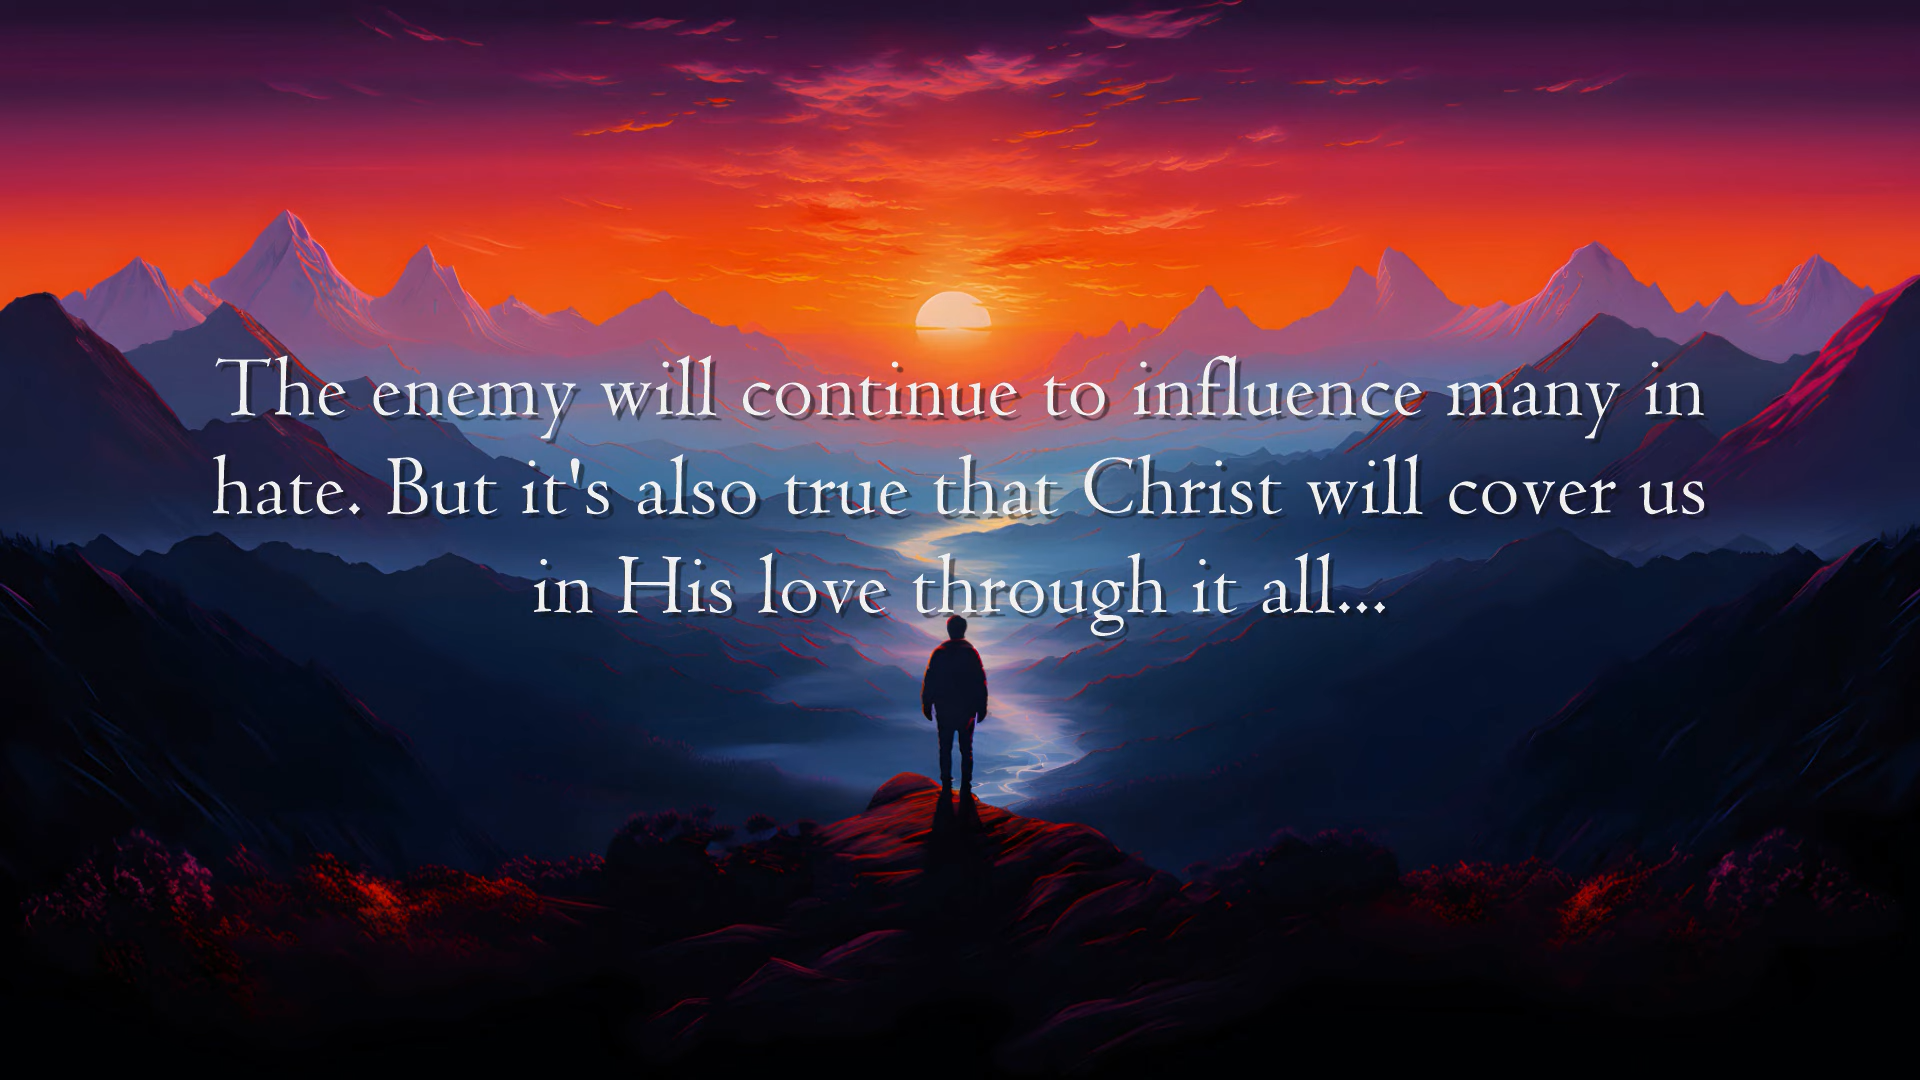 The enemy will continue to influence many in
hate. But it's also true that Christ will cover us
in His love through it all...